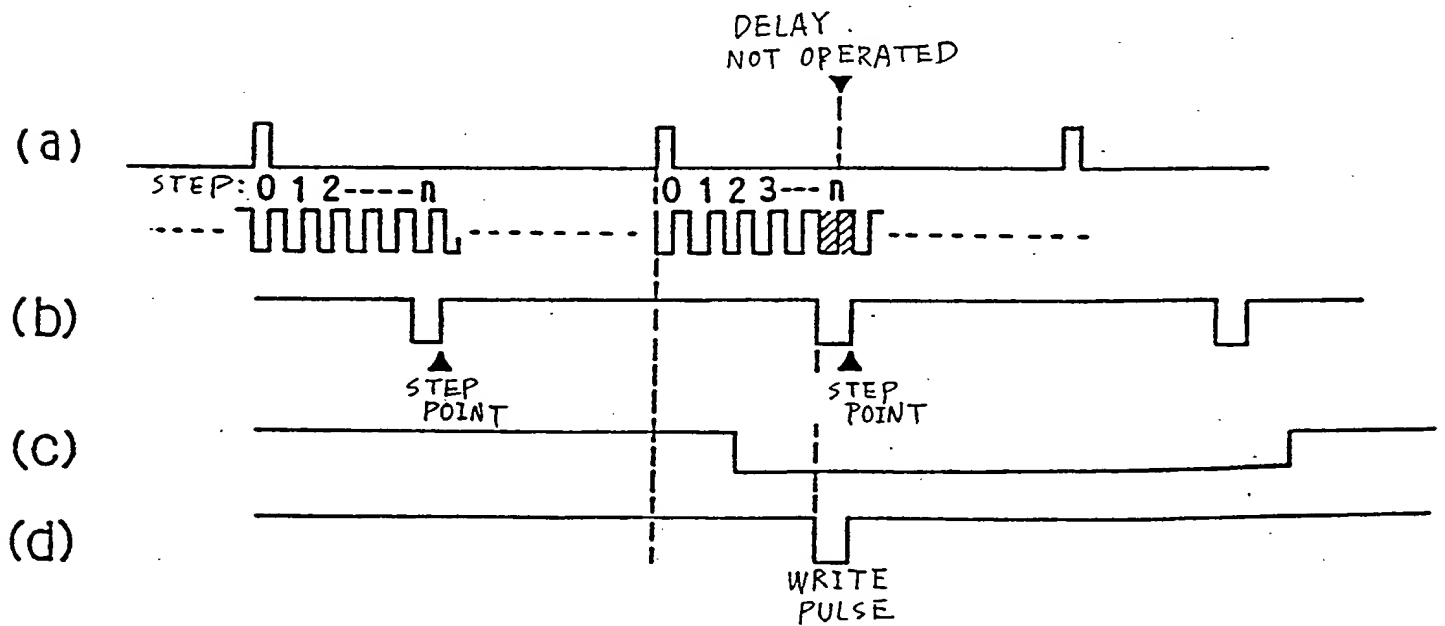 DELAY
NOT OPERATED
(a)
STEP: 0 1 2----n
0 1 2 3---n
(b)
STEP
POINT
STEP
POINT
(c)
(d)
WRITE
PULSE